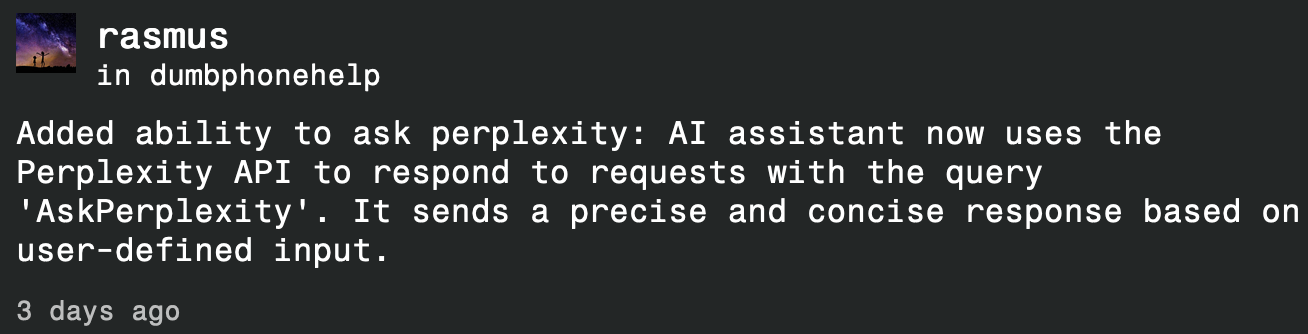 rasmus
in dumbphonehelp
Added ability to ask perplexity: AI assistant now uses the
Perplexity API to respond to requests with the query
'AskPerplexity'. It sends a precise and concise response based on
user-defined input.
3 days ago